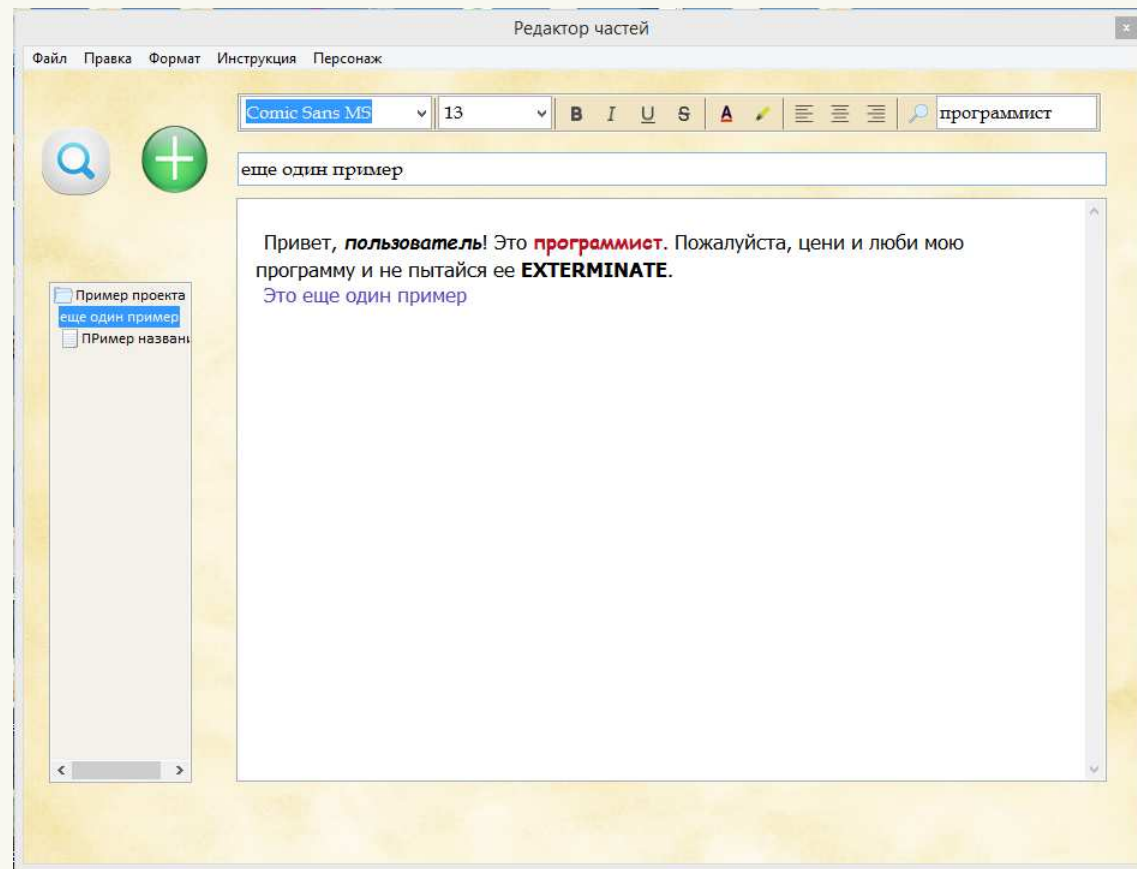 Редактор частей
x
Файл Правка Формат Инструкция Персонаж
Comic Sans MS 13 B I U S A программист
еще один пример
Привет, пользователь! Это программист. Пожалуйста, цени и люби мою
программу и не пытайся ее EXTERMINATE.
Это еще один пример
Пример проекта
еще один пример
ПРимер названи